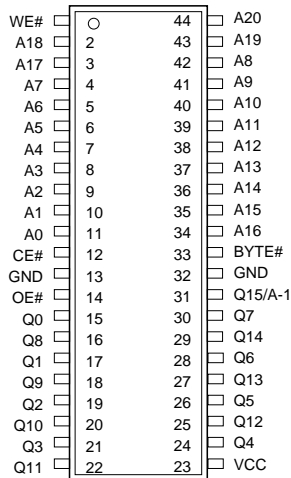 WE# 44 A20
A18 2 43 A19
A17 3 42 A8
A7 4 41 A9
A6 5 40 A10
A5 6 39 A11
A4 7 38 A12
A3 8 37 A13
A2 9 36 A14
A1 10 35 A15
A0 11 34 A16
CE# 12 33 BYTE#
GND 13 32 GND
OE# 14 31 Q15/A-1
Q0 15 30 Q7
Q8 16 29 Q14
Q1 17 28 Q6
Q9 18 27 Q13
Q2 19 26 Q5
Q10 20 25 Q12
Q3 21 24 Q4
Q11 22 23 VCC